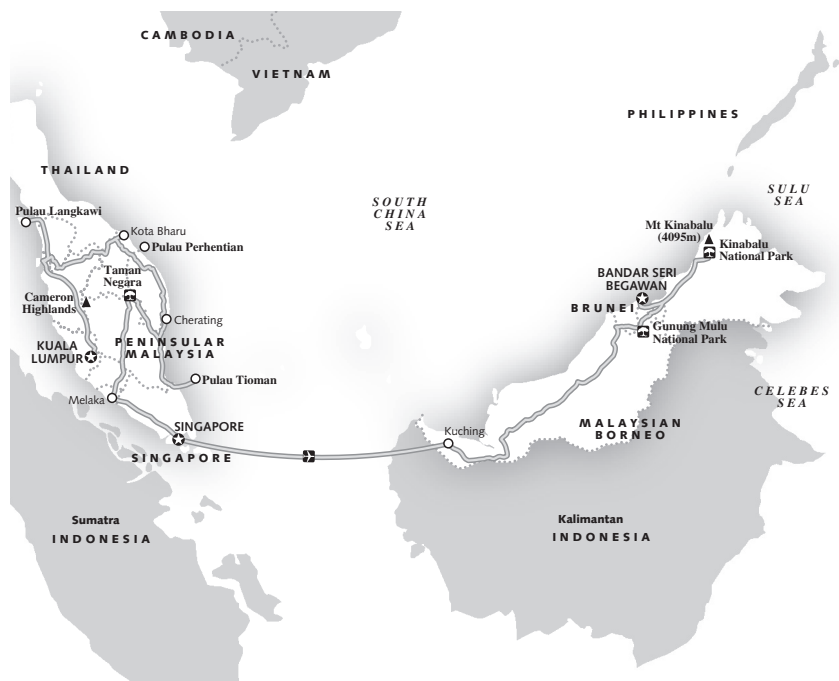 CAMBODIA
VIETNAM
PHILIPPINES
THAILAND
SOUTH
CHINA
SEA
SULU
SEA
Pulau Langkawi
Kota Bharu
Pulau Perhentian
Mt Kinabalu
(4095m)
Kinabalu
National Park
Taman
Negara
BANDAR SERI
BEGAWAN
Cameron
Highlands
BRUNEI
Cherating
Gunung Mulu
National Park
KUALA
LUMPUR
PENINSULAR
MALAYSIA
Pulau Tioman
CELEBES
SEA
Melaka
SINGAPORE
Kuching
MALAYSIAN
BORNEO
SINGAPORE
Sumatra
INDONESIA
Kalimantan
INDONESIA